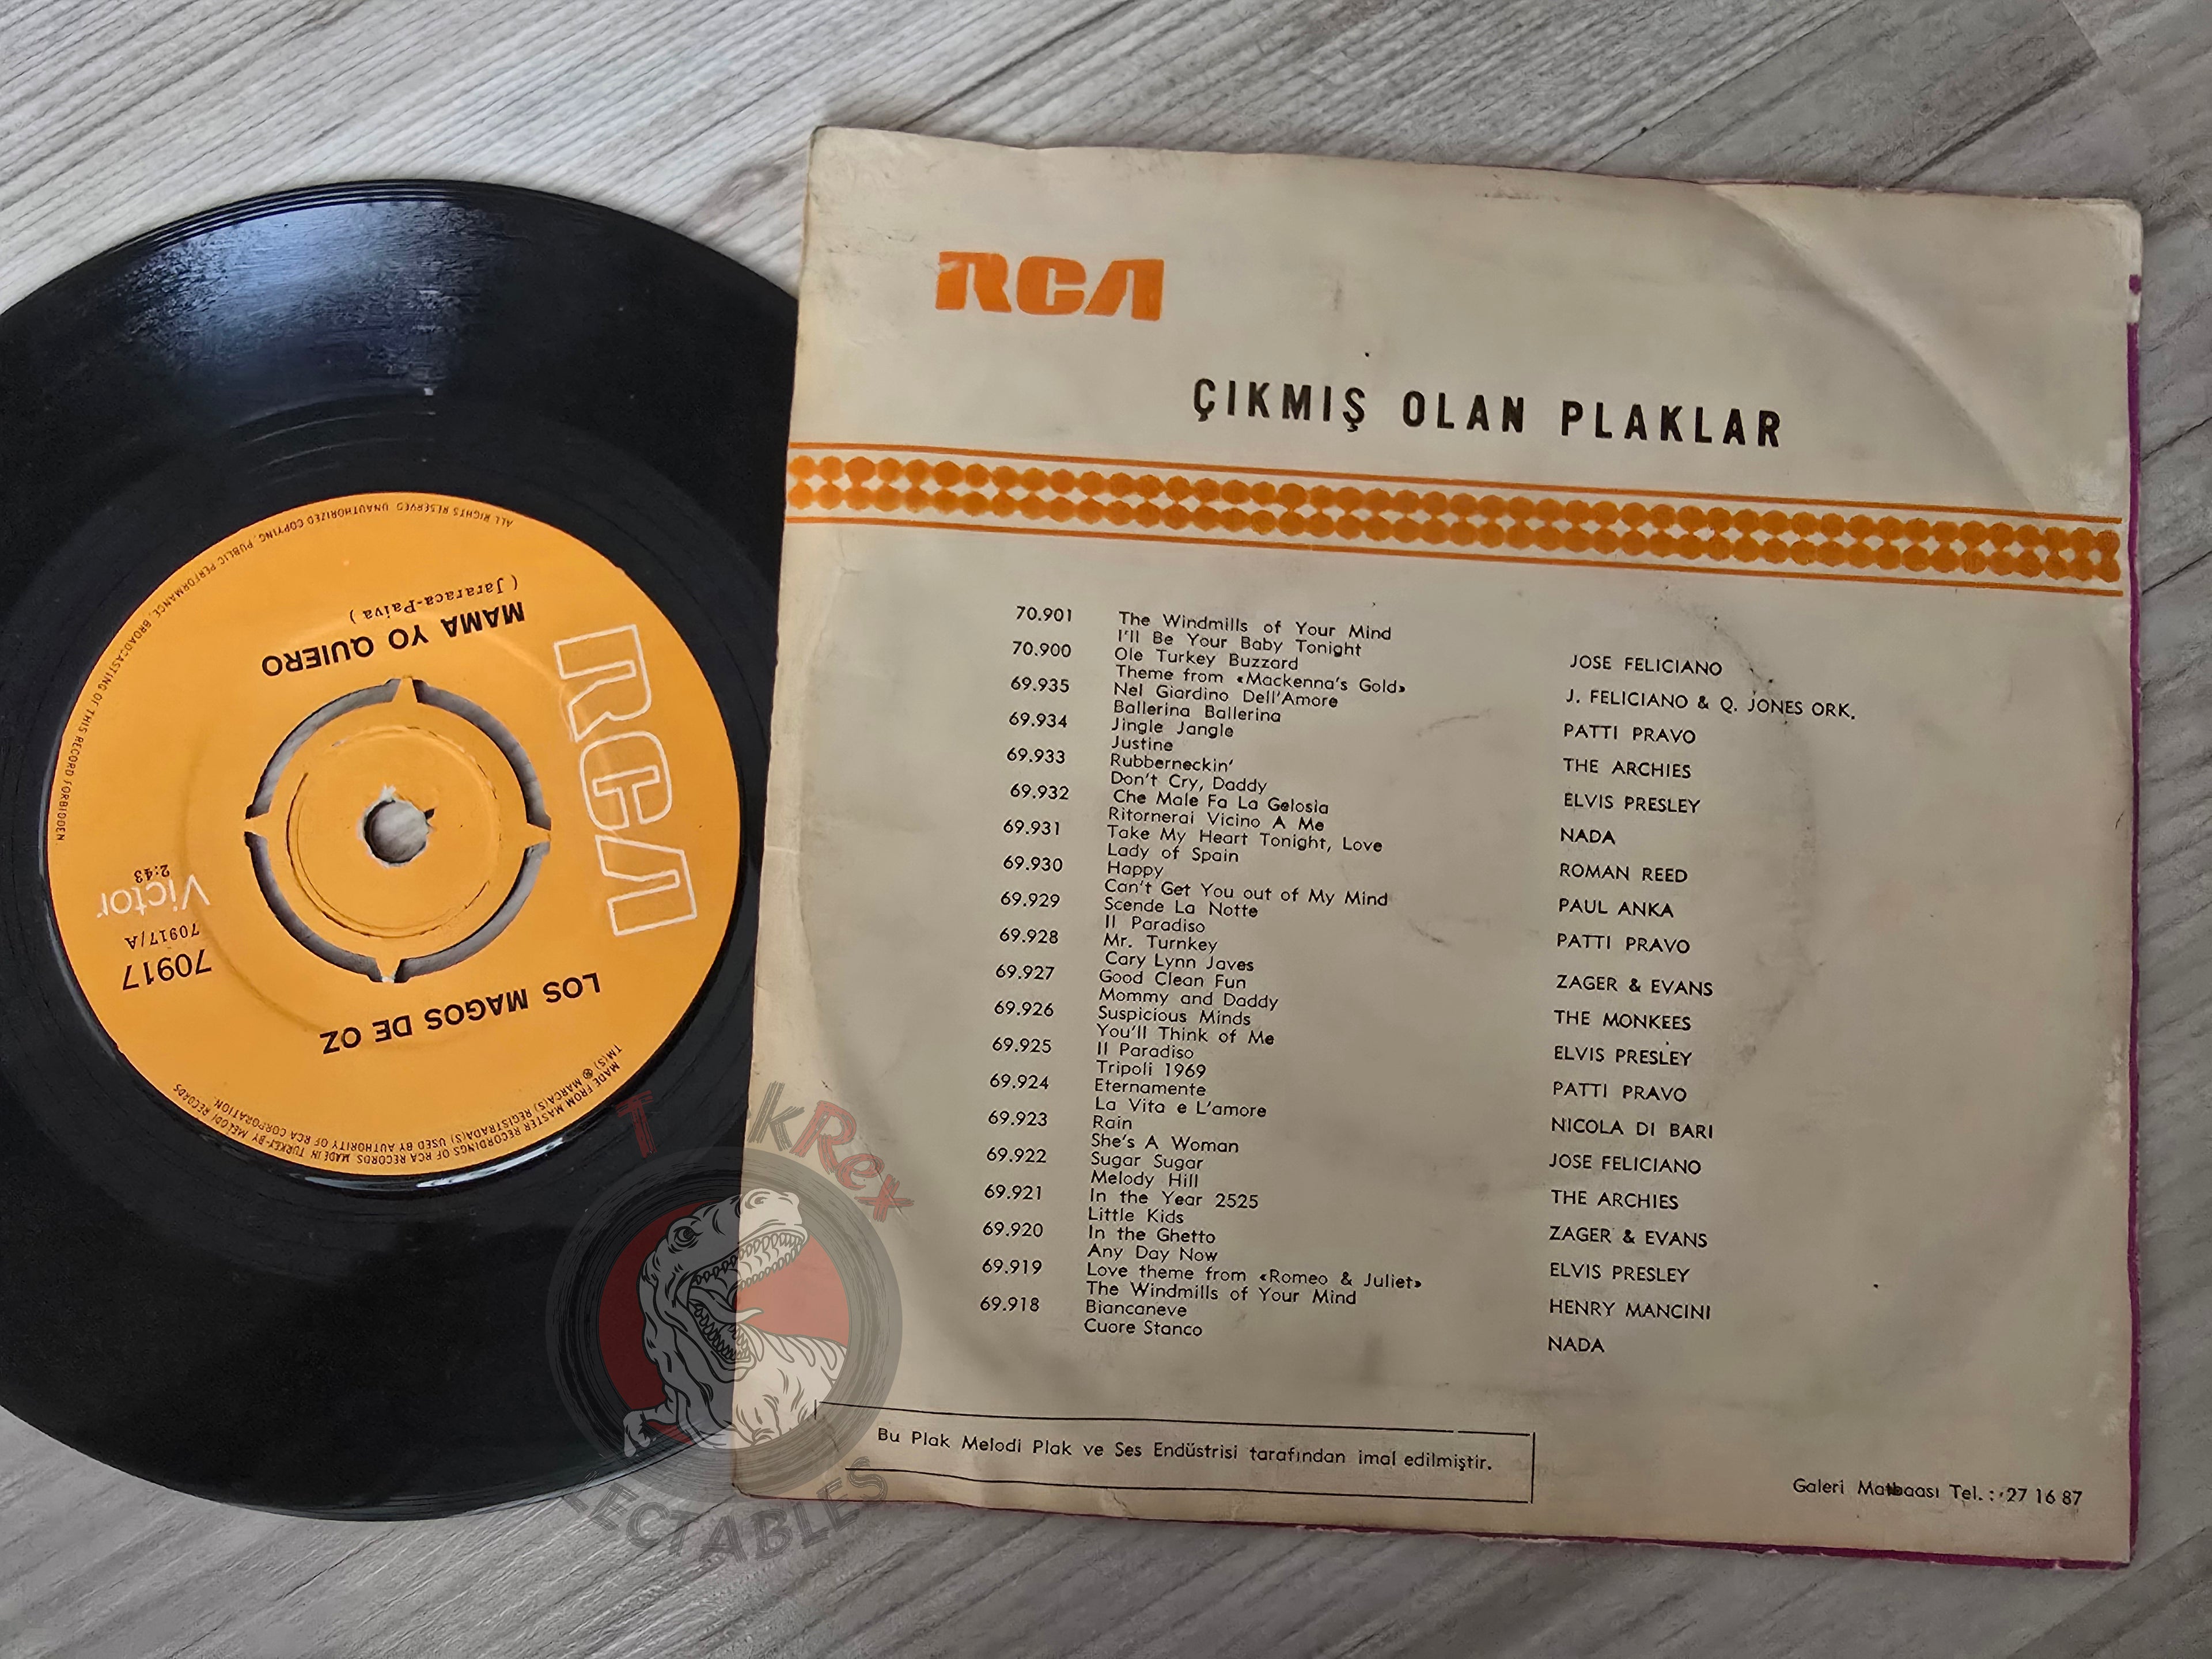 RCA
ÇIKMIŞ OLAN PLAKLAR
70.901 The Windmills of Your Mind
I'll Be Your Baby Tonight JOSE FELICIANO
70.900 Ole Turkey Buzzard
Theme from «Mackenna's Gold» J. FELICIANO & Q. JONES ORK.
69.935 Nel Giardino Dell'Amore
Ballerina Ballerina PATTI PRAVO
69.934 Jingle Jangle
Justine THE ARCHIES
69.933 Rubberneckin'
Don't Cry, Daddy ELVIS PRESLEY
69.932 Che Male Fa La Gelosia
Ritornerai Vicino A Me NADA
69.931 Take My Heart Tonight, Love
Lady of Spain ROMAN REED
69.930 Happy
Can't Get You out of My Mind PAUL ANKA
69.929 Scende La Notte
Il Paradiso PATTI PRAVO
69.928 Mr. Turnkey
Cary Lynn Javes ZAGER & EVANS
69.927 Good Clean Fun
Mommy and Daddy THE MONKEES
69.926 Suspicious Minds
You'll Think of Me ELVIS PRESLEY
69.925 Il Paradiso
Tripoli 1969 PATTI PRAVO
69.924 Eternamente
La Vita e L'amore NICOLA DI BARI
69.923 Rain
She's A Woman JOSE FELICIANO
69.922 Sugar Sugar
Melody Hill THE ARCHIES
69.921 In the Year 2525
Little Kids ZAGER & EVANS
69.920 In the Ghetto
Any Day Now ELVIS PRESLEY
69.919 Love theme from «Romeo & Juliet»
The Windmills of Your Mind HENRY MANCINI
69.918 Biancaneve
Cuore Stanco NADA
Bu Plak Melodi Plak ve Ses Endüstrisi tarafından imal edilmiştir.
Galeri Matbaası Tel. : 27 16 87
LOS MAGOS DE OZ
70917
70917/A
Victor
2:43
RCA
MAMA YO QUIERO
( Jararaca-Paiva )
MADE FROM MASTER RECORDINGS OF RCA RECORDS MADE IN TURKEY BY MELODİ RECORDS
TM(S) ® MARCA(S) REGISTRADA(S) USED BY AUTHORITY OF RCA CORPORATION.
ALL RIGHTS RESERVED UNAUTHORIZED COPYING, PUBLIC PERFORMANCE, BROADCASTING OF THIS RECORD FORBIDDEN
Rex
LECTABLES